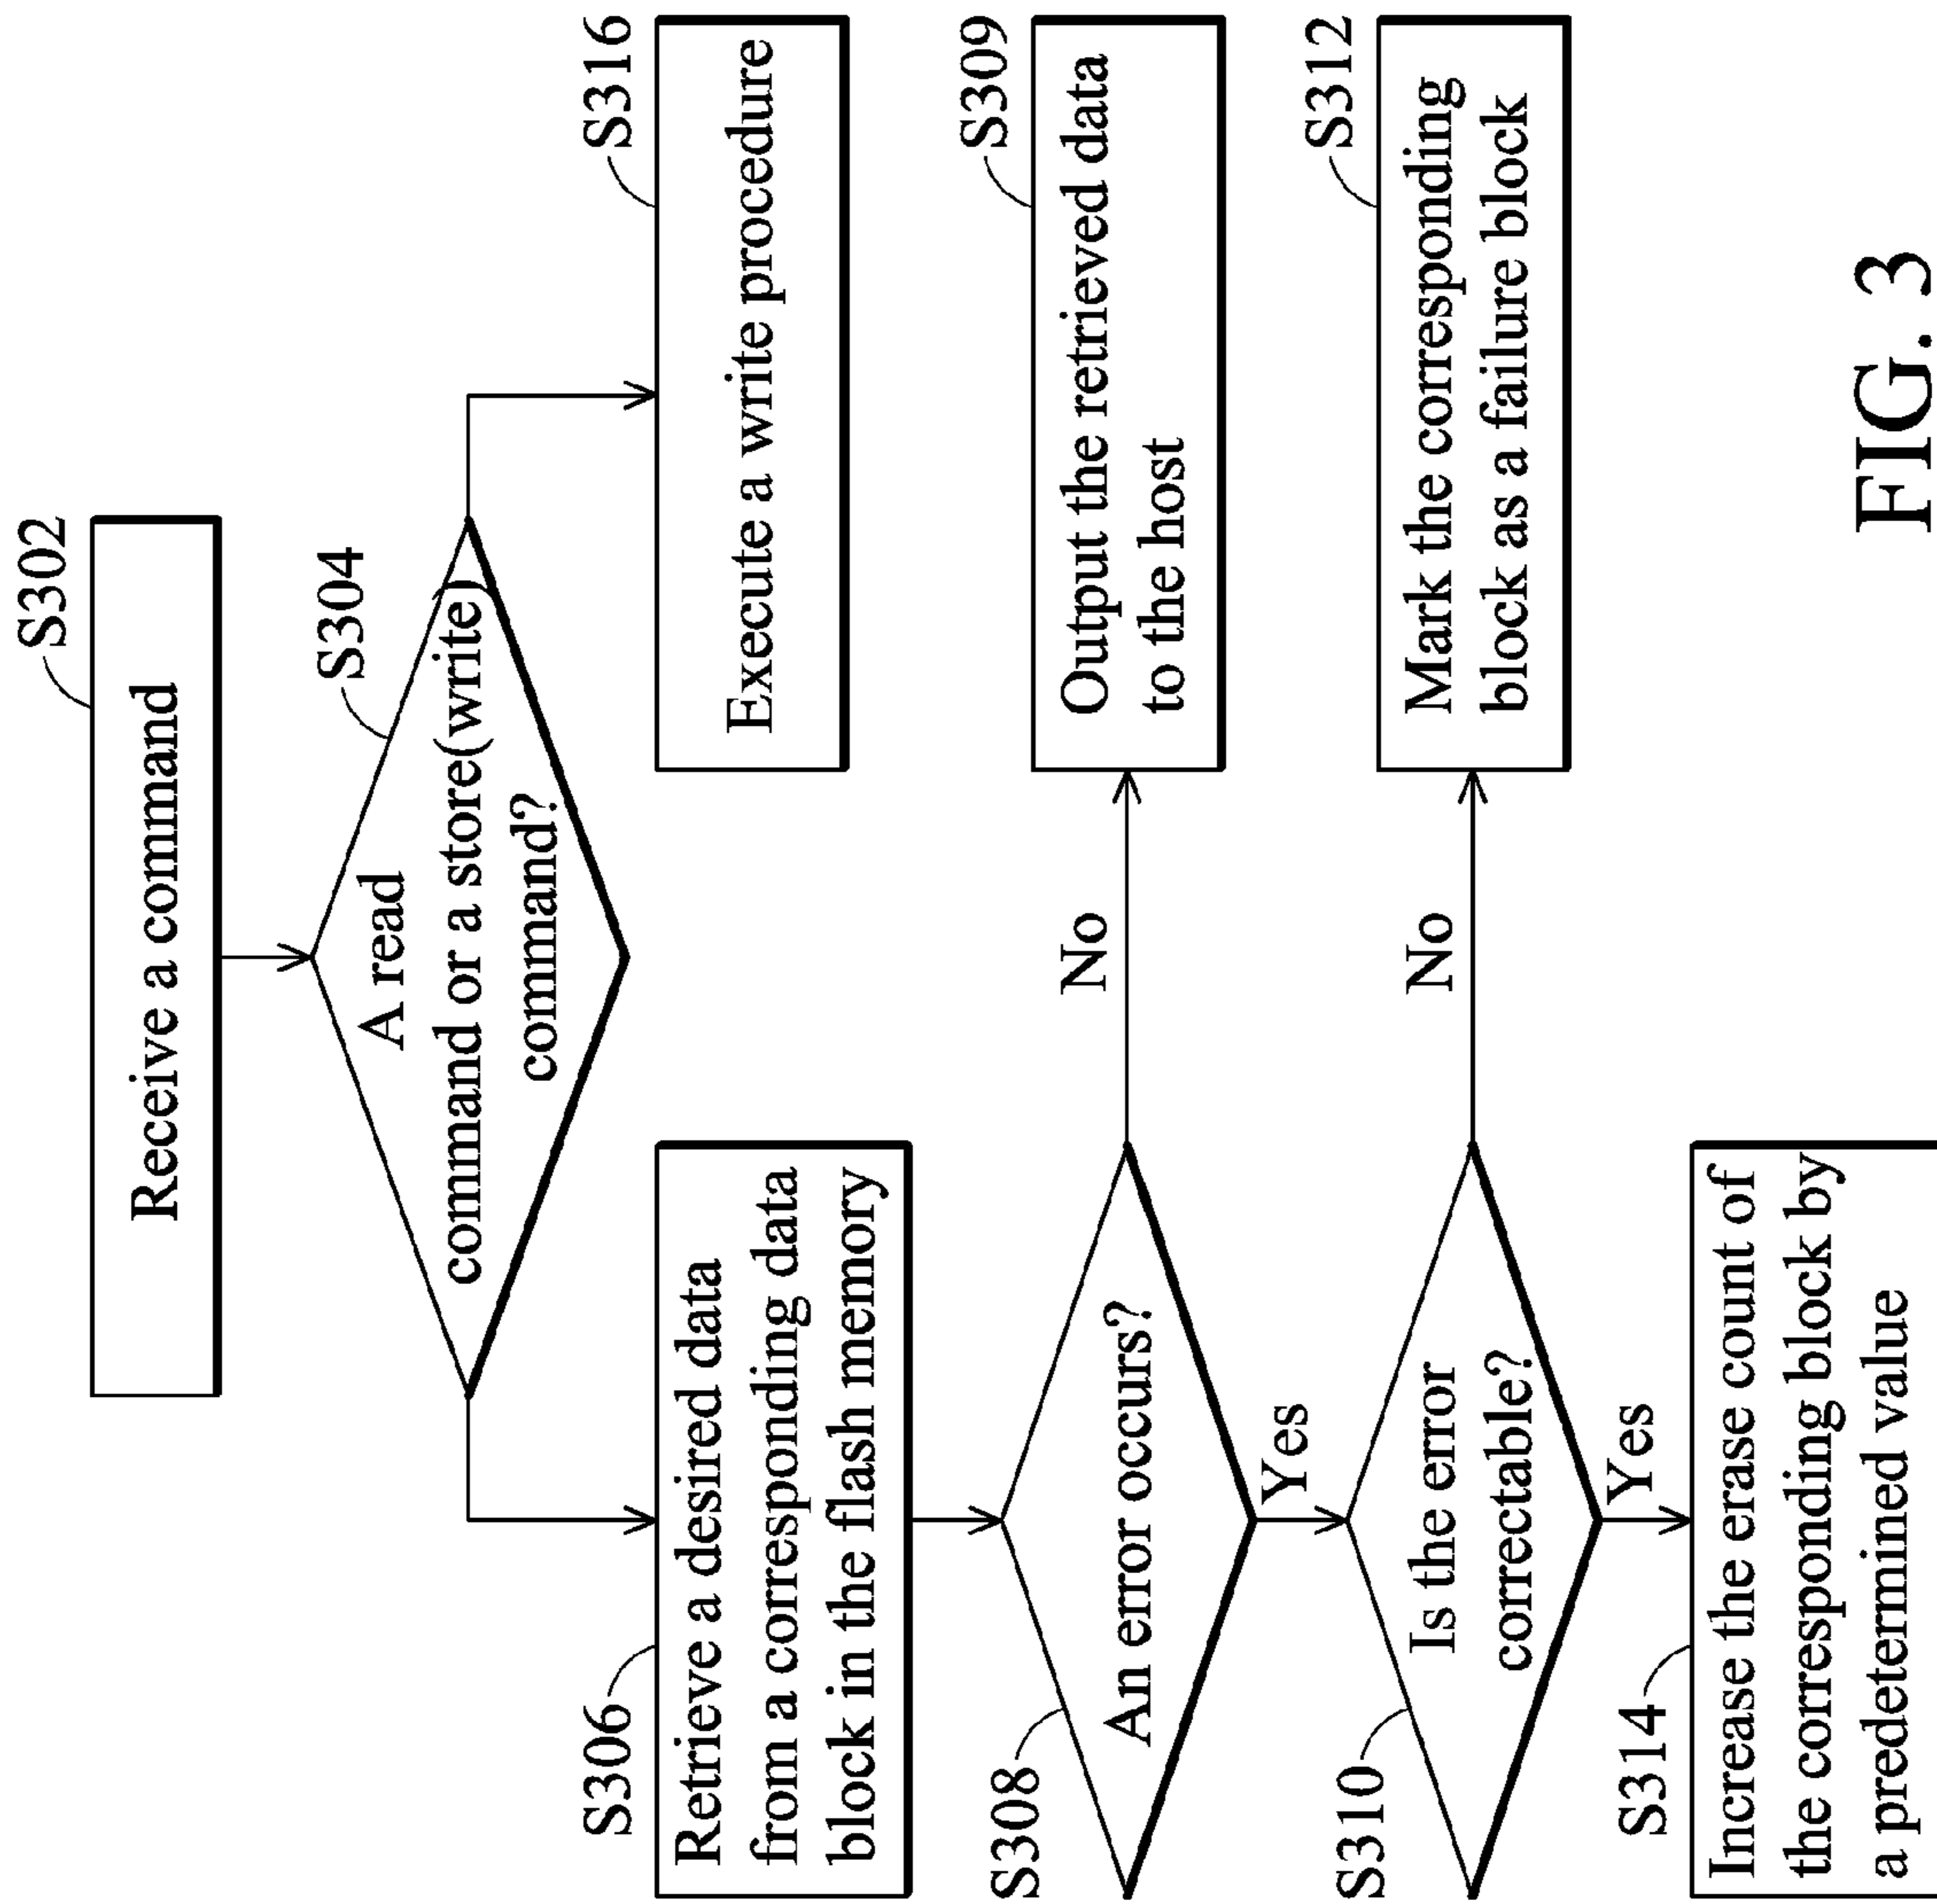 S302
Receive a command
S304
A read
command or a store(write)
command?
S306
Retrieve a desired data
from a corresponding data
block in the flash memory
S316
Execute a write procedure
S308
An error occurs?
No
S309
Output the retrieved data
to the host
Yes
S310
Is the error
correctable?
No
S312
Mark the corresponding
block as a failure block
Yes
S314
Increase the erase count of
the corresponding block by
a predetermined value
FIG. 3